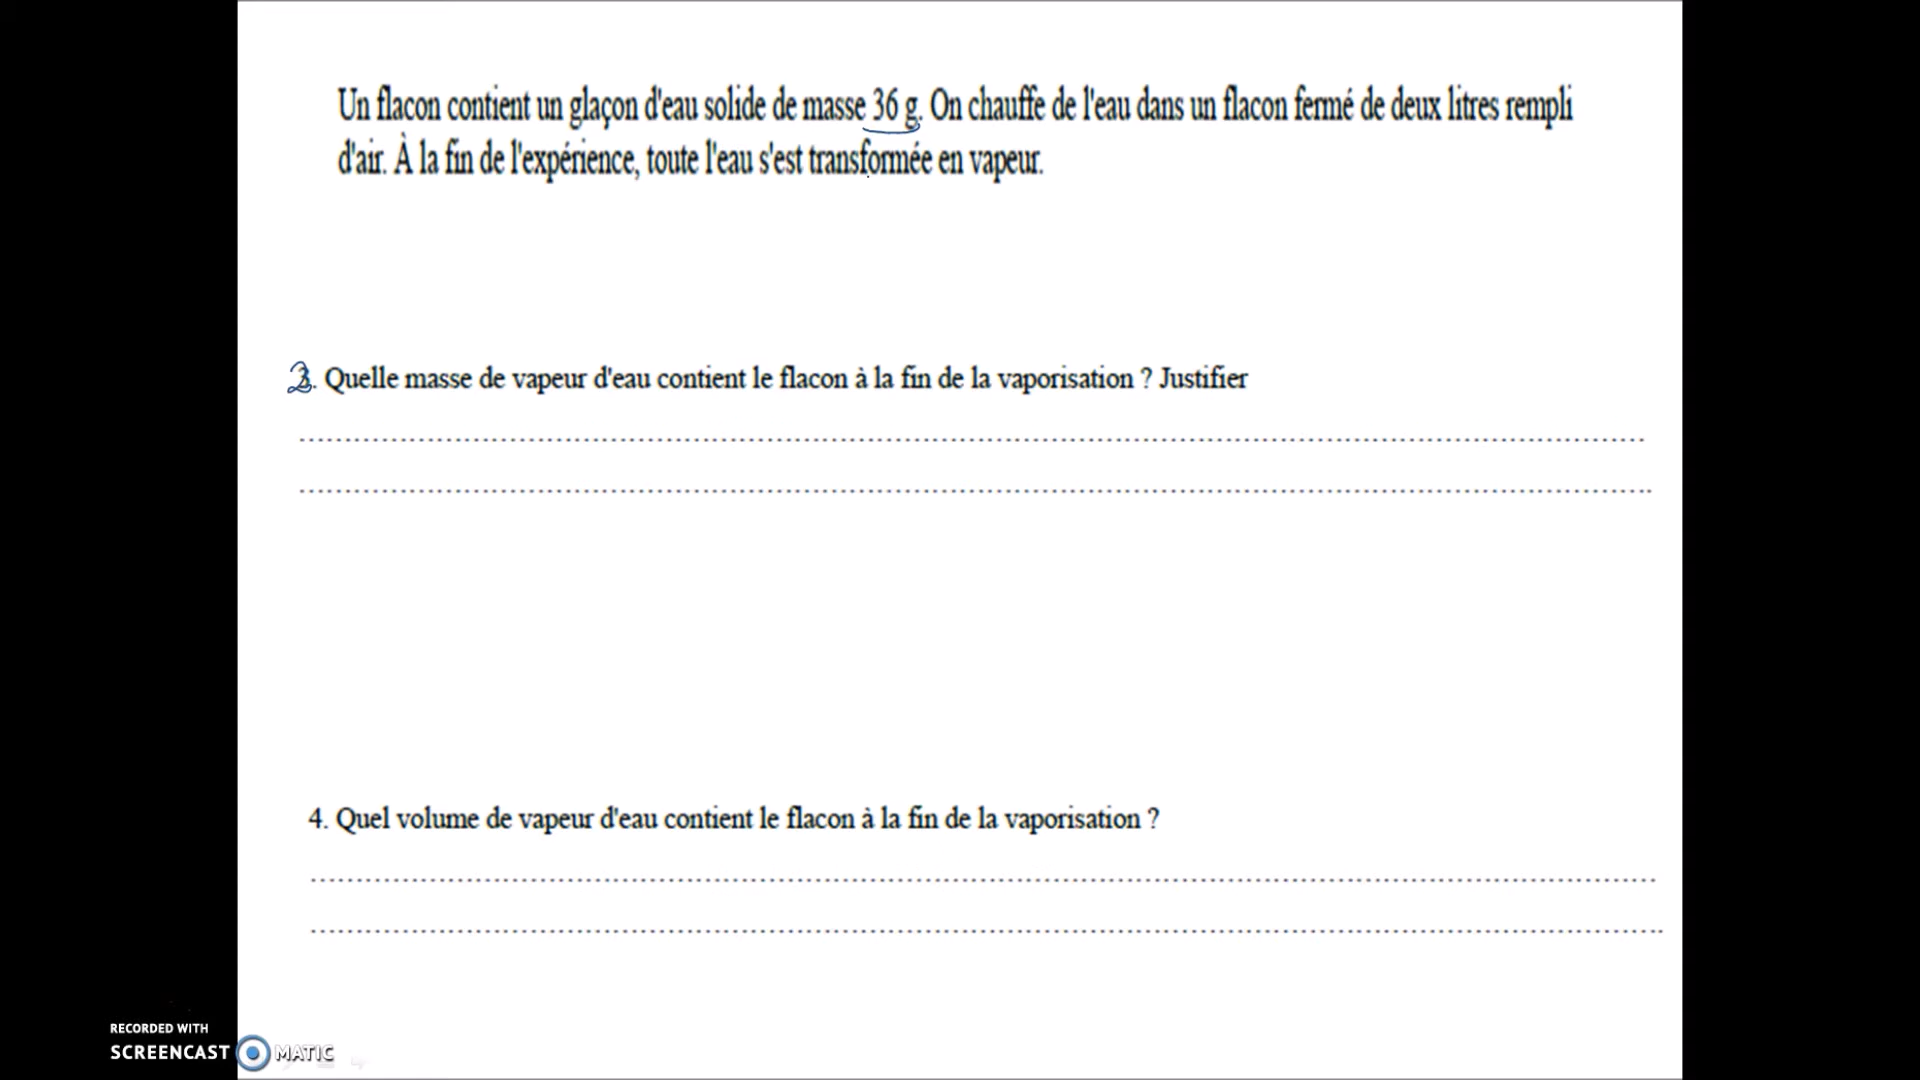 Un flacon contient un glaçon d'eau solide de masse 36 g. On chauffe de l'eau dans un flacon fermé de deux litres rempli
d'air. À la fin de l'expérience, toute l'eau s'est transformée en vapeur.
2. Quelle masse de vapeur d'eau contient le flacon à la fin de la vaporisation ? Justifier
4. Quel volume de vapeur d'eau contient le flacon à la fin de la vaporisation ?
RECORDED WITH
SCREENCAST MATIC